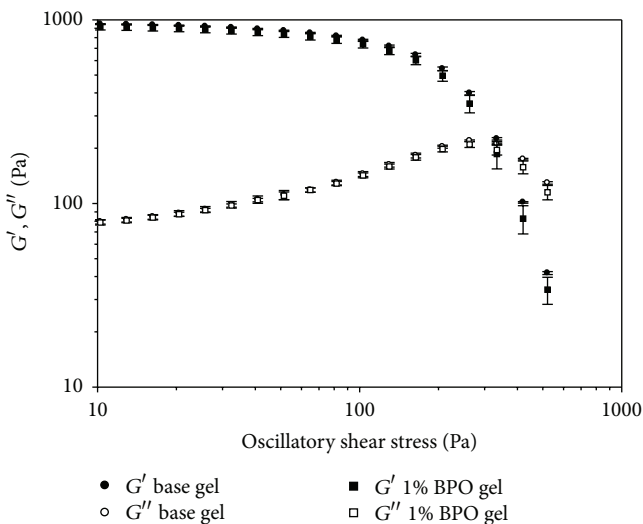 1000
100
10
G′, G″ (Pa)
10 100 1000
Oscillatory shear stress (Pa)
G′ base gel
G″ base gel
G′ 1% BPO gel
G″ 1% BPO gel